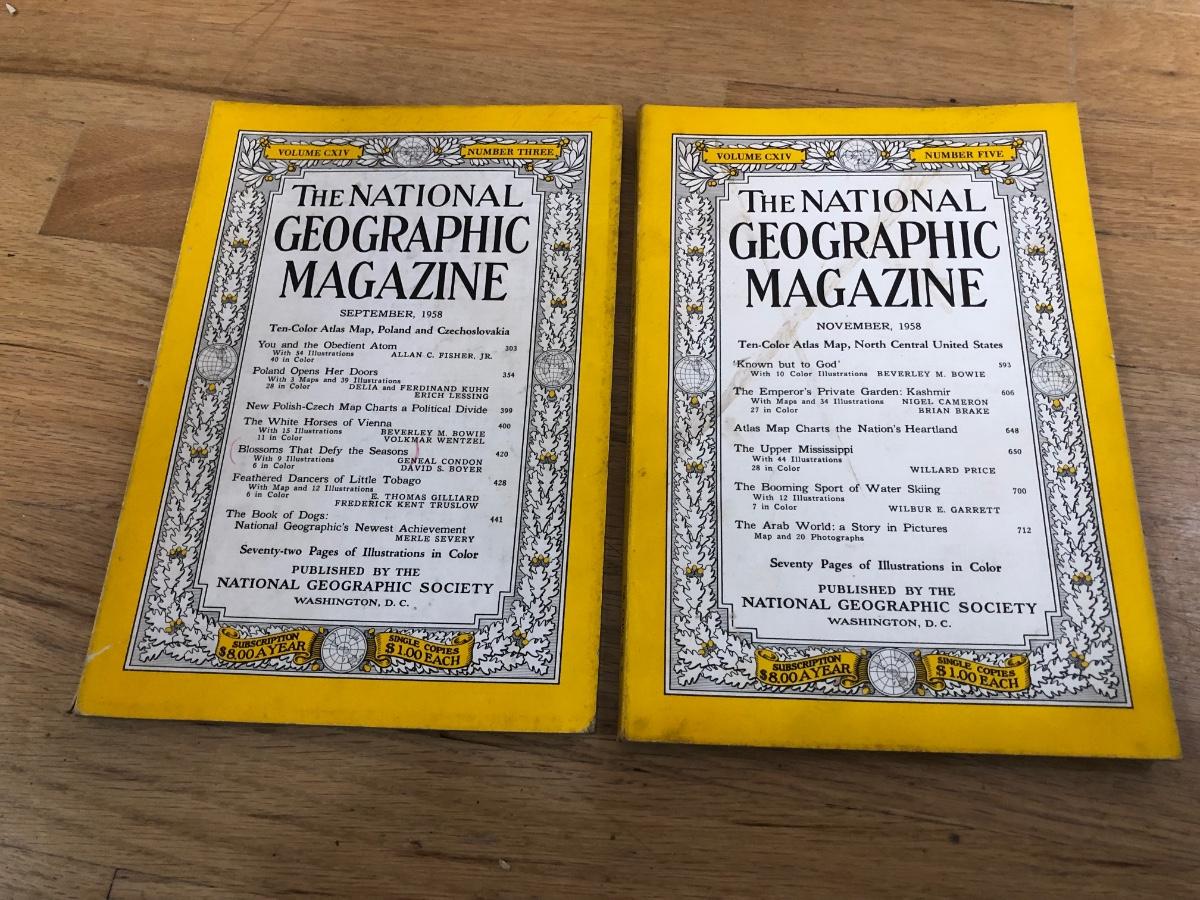 VOLUME CXIV
NUMBER THREE
THE NATIONAL
GEOGRAPHIC
MAGAZINE
SEPTEMBER, 1958
Ten-Color Atlas Map, Poland and Czechoslovakia
You and the Obedient Atom 303
With 54 Illustrations ALLAN C. FISHER, JR.
40 in Color
Poland Opens Her Doors 354
With 3 Maps and 39 Illustrations
28 in Color DELIA and FERDINAND KUHN
ERICH LESSING
New Polish-Czech Map Charts a Political Divide 399
The White Horses of Vienna 400
With 15 Illustrations BEVERLEY M. BOWIE
11 in Color VOLKMAR WENTZEL
Blossoms That Defy the Seasons 420
With 9 Illustrations GENEAL CONDON
6 in Color DAVID S. BOYER
Feathered Dancers of Little Tobago 428
With Map and 12 Illustrations
6 in Color E. THOMAS GILLIARD
FREDERICK KENT TRUSLOW
The Book of Dogs: 441
National Geographic's Newest Achievement
MERLE SEVERY
Seventy-two Pages of Illustrations in Color
PUBLISHED BY THE
NATIONAL GEOGRAPHIC SOCIETY
WASHINGTON, D. C.
SUBSCRIPTION
$8.00 A YEAR
SINGLE COPIES
$1.00 EACH
VOLUME CXIV
NUMBER FIVE
THE NATIONAL
GEOGRAPHIC
MAGAZINE
NOVEMBER, 1958
Ten-Color Atlas Map, North Central United States
'Known but to God' 593
With 10 Color Illustrations BEVERLEY M. BOWIE
The Emperor's Private Garden: Kashmir 606
With Maps and 34 Illustrations NIGEL CAMERON
27 in Color BRIAN BRAKE
Atlas Map Charts the Nation's Heartland 648
The Upper Mississippi 650
With 44 Illustrations
28 in Color WILLARD PRICE
The Booming Sport of Water Skiing 700
With 12 Illustrations
7 in Color WILBUR E. GARRETT
The Arab World: a Story in Pictures 712
Map and 20 Photographs
Seventy Pages of Illustrations in Color
PUBLISHED BY THE
NATIONAL GEOGRAPHIC SOCIETY
WASHINGTON, D. C.
SUBSCRIPTION
$8.00 A YEAR
SINGLE COPIES
$1.00 EACH